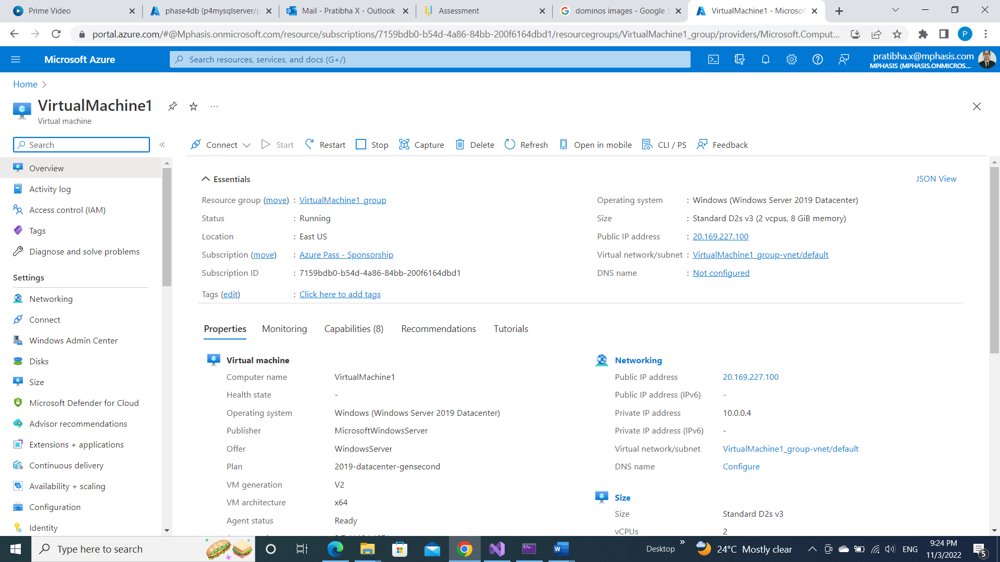 Prime Video
phase4db (p4mysqlserver/p
Mail - Pratibha X - Outlook
Assessment
dominos images - Google S
VirtualMachine1 - Microsof
portal.azure.com/#@Mphasis.onmicrosoft.com/resource/subscriptions/7159bdb0-b54d-4a86-84bb-200f6164dbd1/resourcegroups/VirtualMachine1_group/providers/Microsoft.Comput...
P
Microsoft Azure
Search resources, services, and docs (G+/)
pratibha.x@mphasis.com
MPHASIS (MPHASIS.ONMICROS...
Home
VirtualMachine1
Virtual machine
Search
Connect
Start
Restart
Stop
Capture
Delete
Refresh
Open in mobile
CLI / PS
Feedback
Overview
Activity log
Access control (IAM)
Tags
Diagnose and solve problems
Settings
Networking
Connect
Windows Admin Center
Disks
Size
Microsoft Defender for Cloud
Advisor recommendations
Extensions + applications
Continuous delivery
Availability + scaling
Configuration
Identity
Essentials
JSON View
Resource group (move) : VirtualMachine1_group
Status : Running
Location : East US
Subscription (move) : Azure Pass - Sponsorship
Subscription ID : 7159bdb0-b54d-4a86-84bb-200f6164dbd1
Tags (edit) : Click here to add tags
Operating system : Windows (Windows Server 2019 Datacenter)
Size : Standard D2s v3 (2 vcpus, 8 GiB memory)
Public IP address : 20.169.227.100
Virtual network/subnet : VirtualMachine1_group-vnet/default
DNS name : Not configured
Properties
Monitoring
Capabilities (8)
Recommendations
Tutorials
Virtual machine
Computer name VirtualMachine1
Health state -
Operating system Windows (Windows Server 2019 Datacenter)
Publisher MicrosoftWindowsServer
Offer WindowsServer
Plan 2019-datacenter-gensecond
VM generation V2
VM architecture x64
Agent status Ready
Networking
Public IP address 20.169.227.100
Public IP address (IPv6) -
Private IP address 10.0.0.4
Private IP address (IPv6) -
Virtual network/subnet VirtualMachine1_group-vnet/default
DNS name Configure
Size
Size Standard D2s v3
vCPUs 2
Type here to search
Desktop
24°C Mostly clear
ENG
9:24 PM
11/3/2022
5